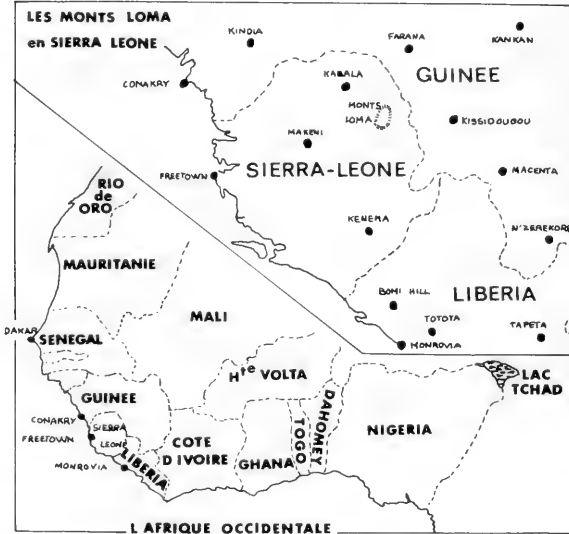 LES MONTS LOMA
en SIERRA LEONE
KINDIA
FARANA
KANKAN
CONAKRY
KABALA
GUINEE
MONTS
LOMA
KISSIDOUGOU
MAKENI
SIERRA-LEONE
MACENTA
FREETOWN
KENEMA
N'ZEREKORE
BOMI HILL
LIBERIA
TOTOTA
TAPETA
MONROVIA
RIO
de
ORO
MAURITANIE
MALI
DAKAR
SENEGAL
Hte VOLTA
LAC
TCHAD
GUINEE
CONAKRY
SIERRA
LEONE
FREETOWN
COTE
D'IVOIRE
LIBERIA
MONROVIA
GHANA
TOGO
DAHOMEY
NIGERIA
L AFRIQUE OCCIDENTALE